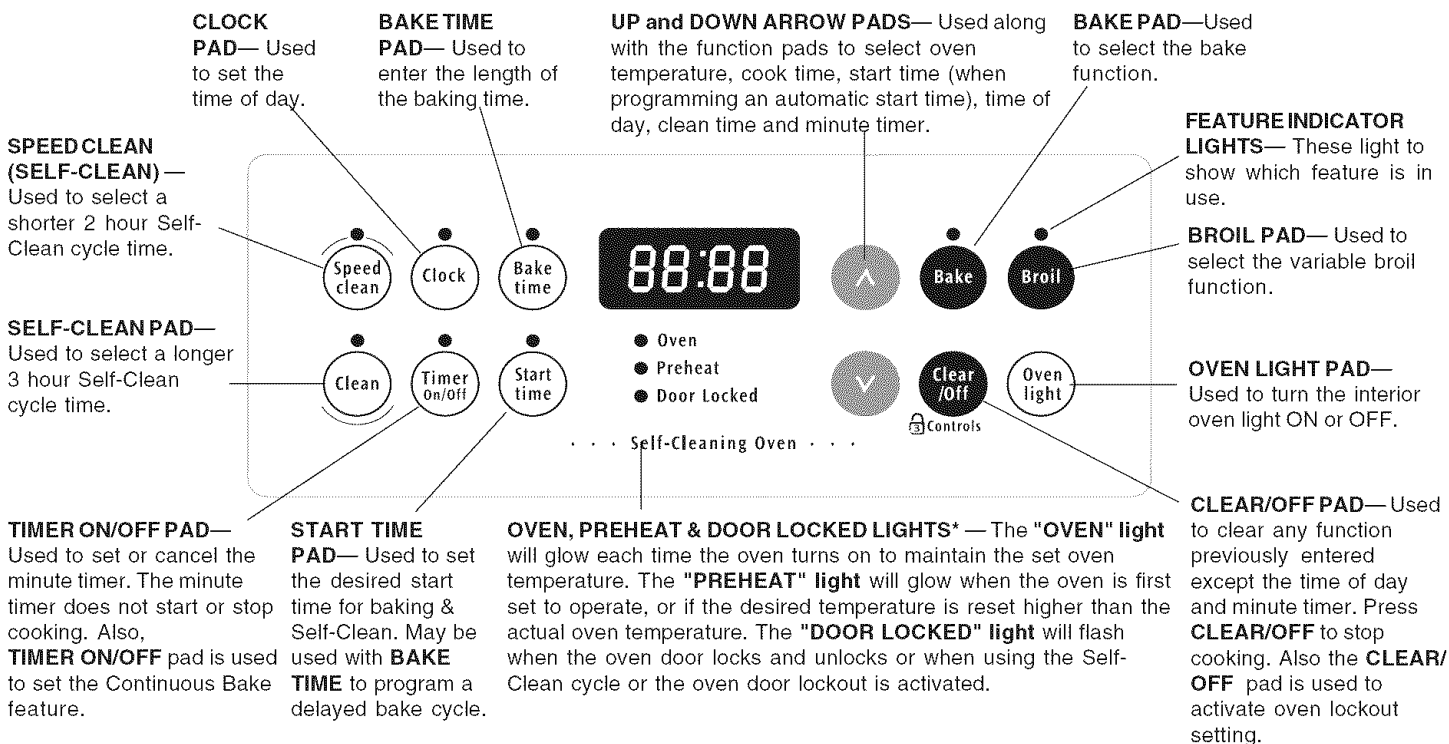 CLOCK
PAD— Used
to set the
time of day.
BAKE TIME
PAD— Used to
enter the length of
the baking time.
UP and DOWN ARROW PADS— Used along
with the function pads to select oven
temperature, cook time, start time (when
programming an automatic start time), time of
day, clean time and minute timer.
BAKE PAD—Used
to select the bake
function.
FEATURE INDICATOR
LIGHTS— These light to
show which feature is in
use.
SPEED CLEAN
(SELF-CLEAN) —
Used to select a
shorter 2 hour Self-
Clean cycle time.
BROIL PAD— Used to
select the variable broil
function.
SELF-CLEAN PAD—
Used to select a longer
3 hour Self-Clean
cycle time.
OVEN LIGHT PAD—
Used to turn the interior
oven light ON or OFF.
Speed
clean
Clock
Bake
time
88:88
Bake
Broil
Clean
Timer
On/Off
Start
time
Oven
Preheat
Door Locked
Clear
/Off
Oven
light
3 Controls
· · · Self-Cleaning Oven · · ·
TIMER ON/OFF PAD—
Used to set or cancel the
minute timer. The minute
timer does not start or stop
cooking. Also,
TIMER ON/OFF pad is used
to set the Continuous Bake
feature.
START TIME
PAD— Used to set
the desired start
time for baking &
Self-Clean. May be
used with BAKE
TIME to program a
delayed bake cycle.
OVEN, PREHEAT & DOOR LOCKED LIGHTS* — The "OVEN" light
will glow each time the oven turns on to maintain the set oven
temperature. The "PREHEAT" light will glow when the oven is first
set to operate, or if the desired temperature is reset higher than the
actual oven temperature. The "DOOR LOCKED" light will flash
when the oven door locks and unlocks or when using the Self-
Clean cycle or the oven door lockout is activated.
CLEAR/OFF PAD— Used
to clear any function
previously entered
except the time of day
and minute timer. Press
CLEAR/OFF to stop
cooking. Also the CLEAR/
OFF pad is used to
activate oven lockout
setting.